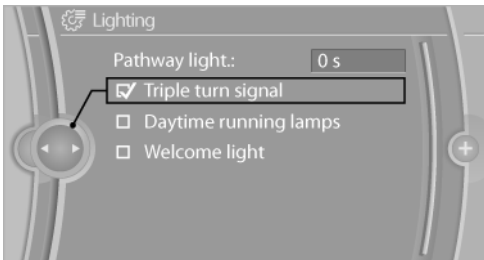 Lighting
Pathway light.: 0 s
Triple turn signal
Daytime running lamps
Welcome light